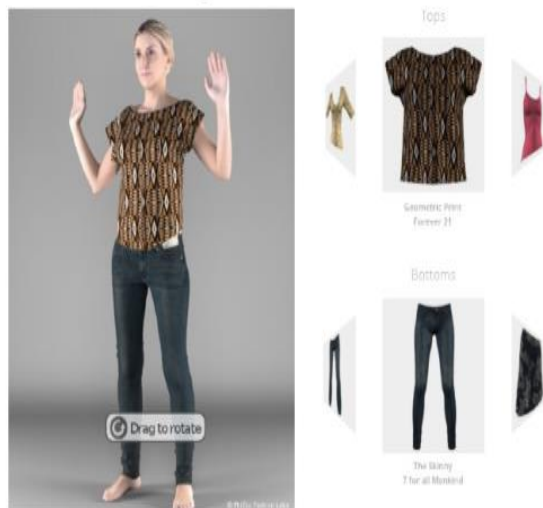 Tops
Geometric Print
Forever 21
Bottoms
The Skinny
7 for all Mankind
Drag to rotate